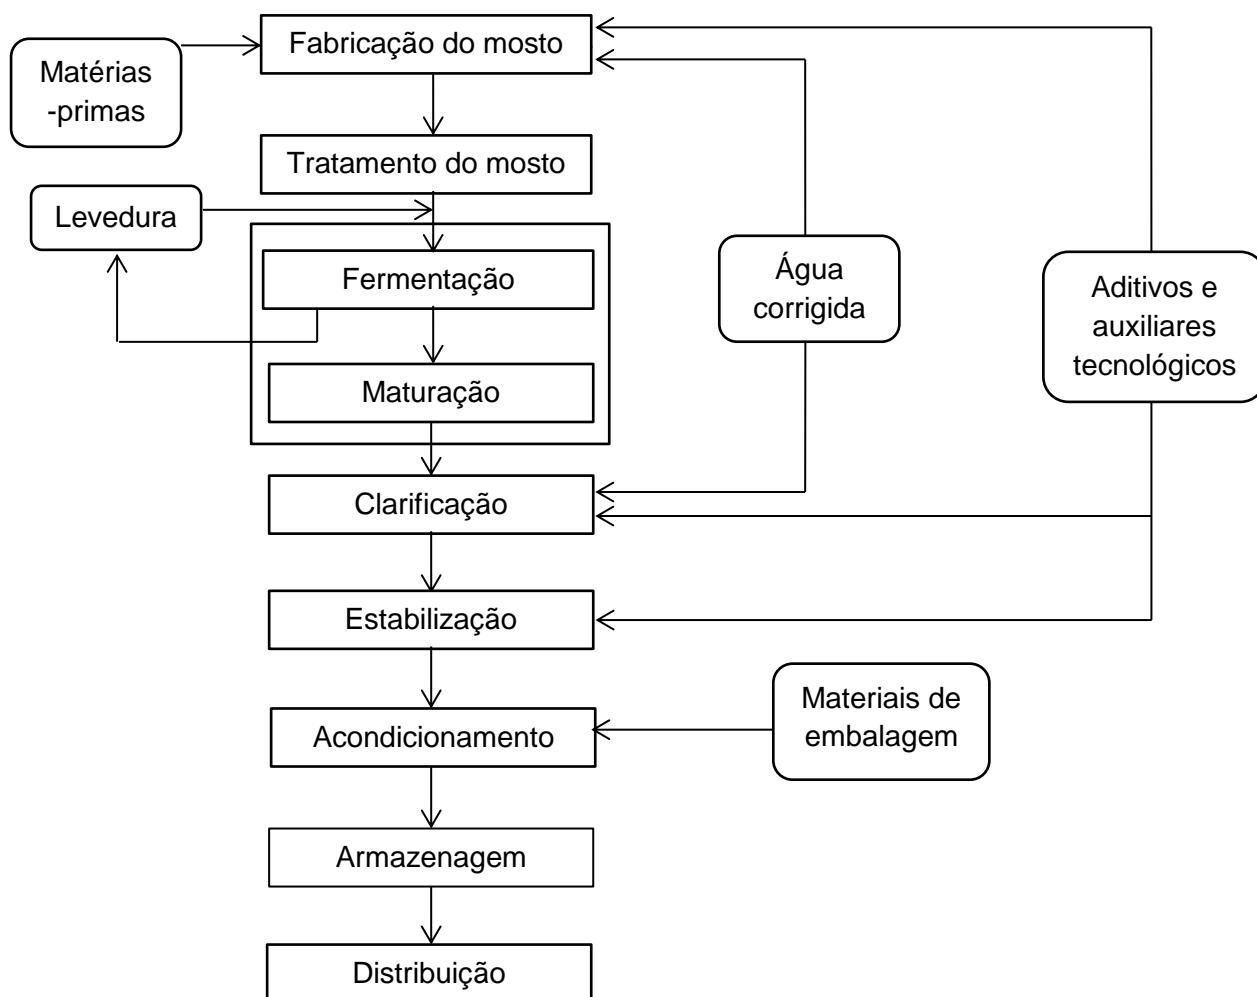 Fabricação do mosto
Matérias
-primas
Tratamento do mosto
Levedura
Fermentação
Água
corrigida
Aditivos e
auxiliares
tecnológicos
Maturação
Clarificação
Estabilização
Materiais de
embalagem
Acondicionamento
Armazenagem
Distribuição